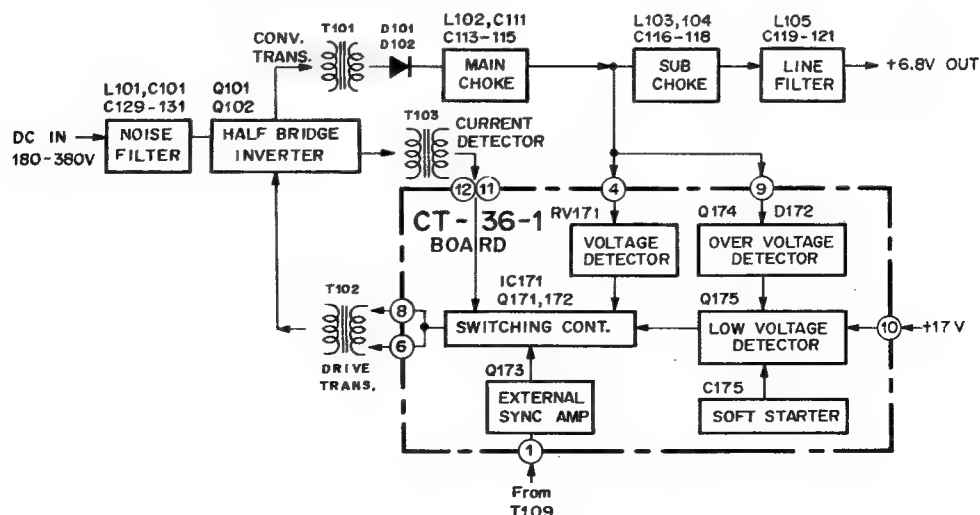 CONV.
TRANS.
T101
D101
D102
L102,C111
C113-115
MAIN
CHOKE
L103,104
C116-118
SUB
CHOKE
L105
C119-121
LINE
FILTER
+6.8V OUT
L101,C101
C129-131
DC IN
180-380V
NOISE
FILTER
Q101
Q102
HALF BRIDGE
INVERTER
T103
CURRENT
DETECTOR
12
11
4
9
CT-36-1
BOARD
RV171
VOLTAGE
DETECTOR
Q174
D172
OVER VOLTAGE
DETECTOR
IC171
Q171,172
SWITCHING CONT.
Q175
LOW VOLTAGE
DETECTOR
10
+17V
T102
8
6
DRIVE
TRANS.
Q173
EXTERNAL
SYNC AMP
C175
SOFT STARTER
1
From
T109